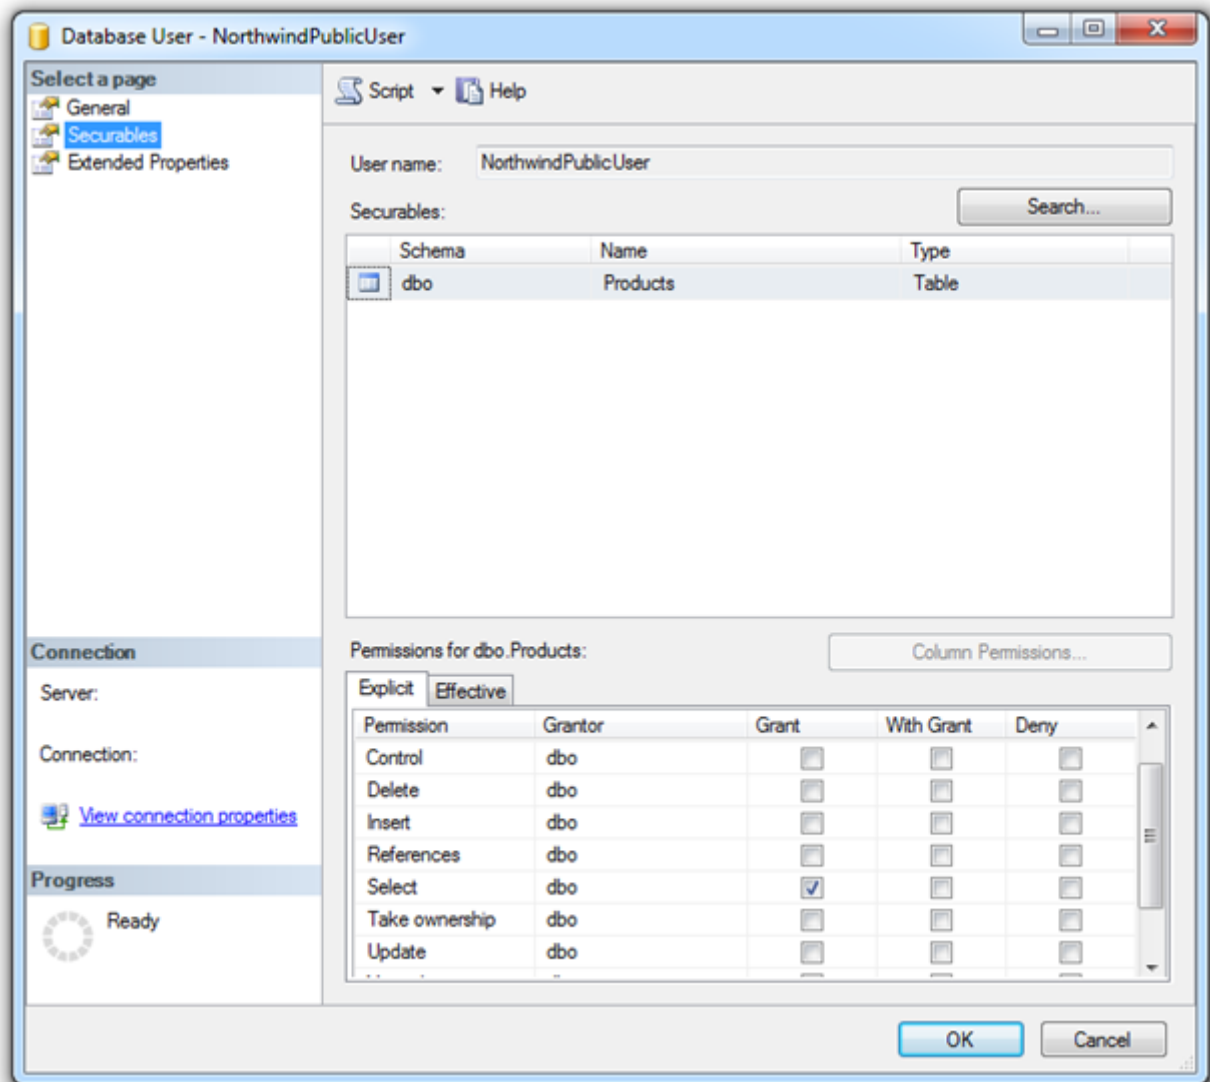 Database User - NorthwindPublicUser
Select a page
General
Securables
Extended Properties
Script
Help
User name: NorthwindPublicUser
Securables:
Search...
Schema Name Type
dbo Products Table
Permissions for dbo.Products:
Column Permissions...
Explicit Effective
Permission Grantor Grant With Grant Deny
Control dbo
Delete dbo
Insert dbo
References dbo
Select dbo
Take ownership dbo
Update dbo
Connection
Server:
Connection:
View connection properties
Progress
Ready
OK
Cancel